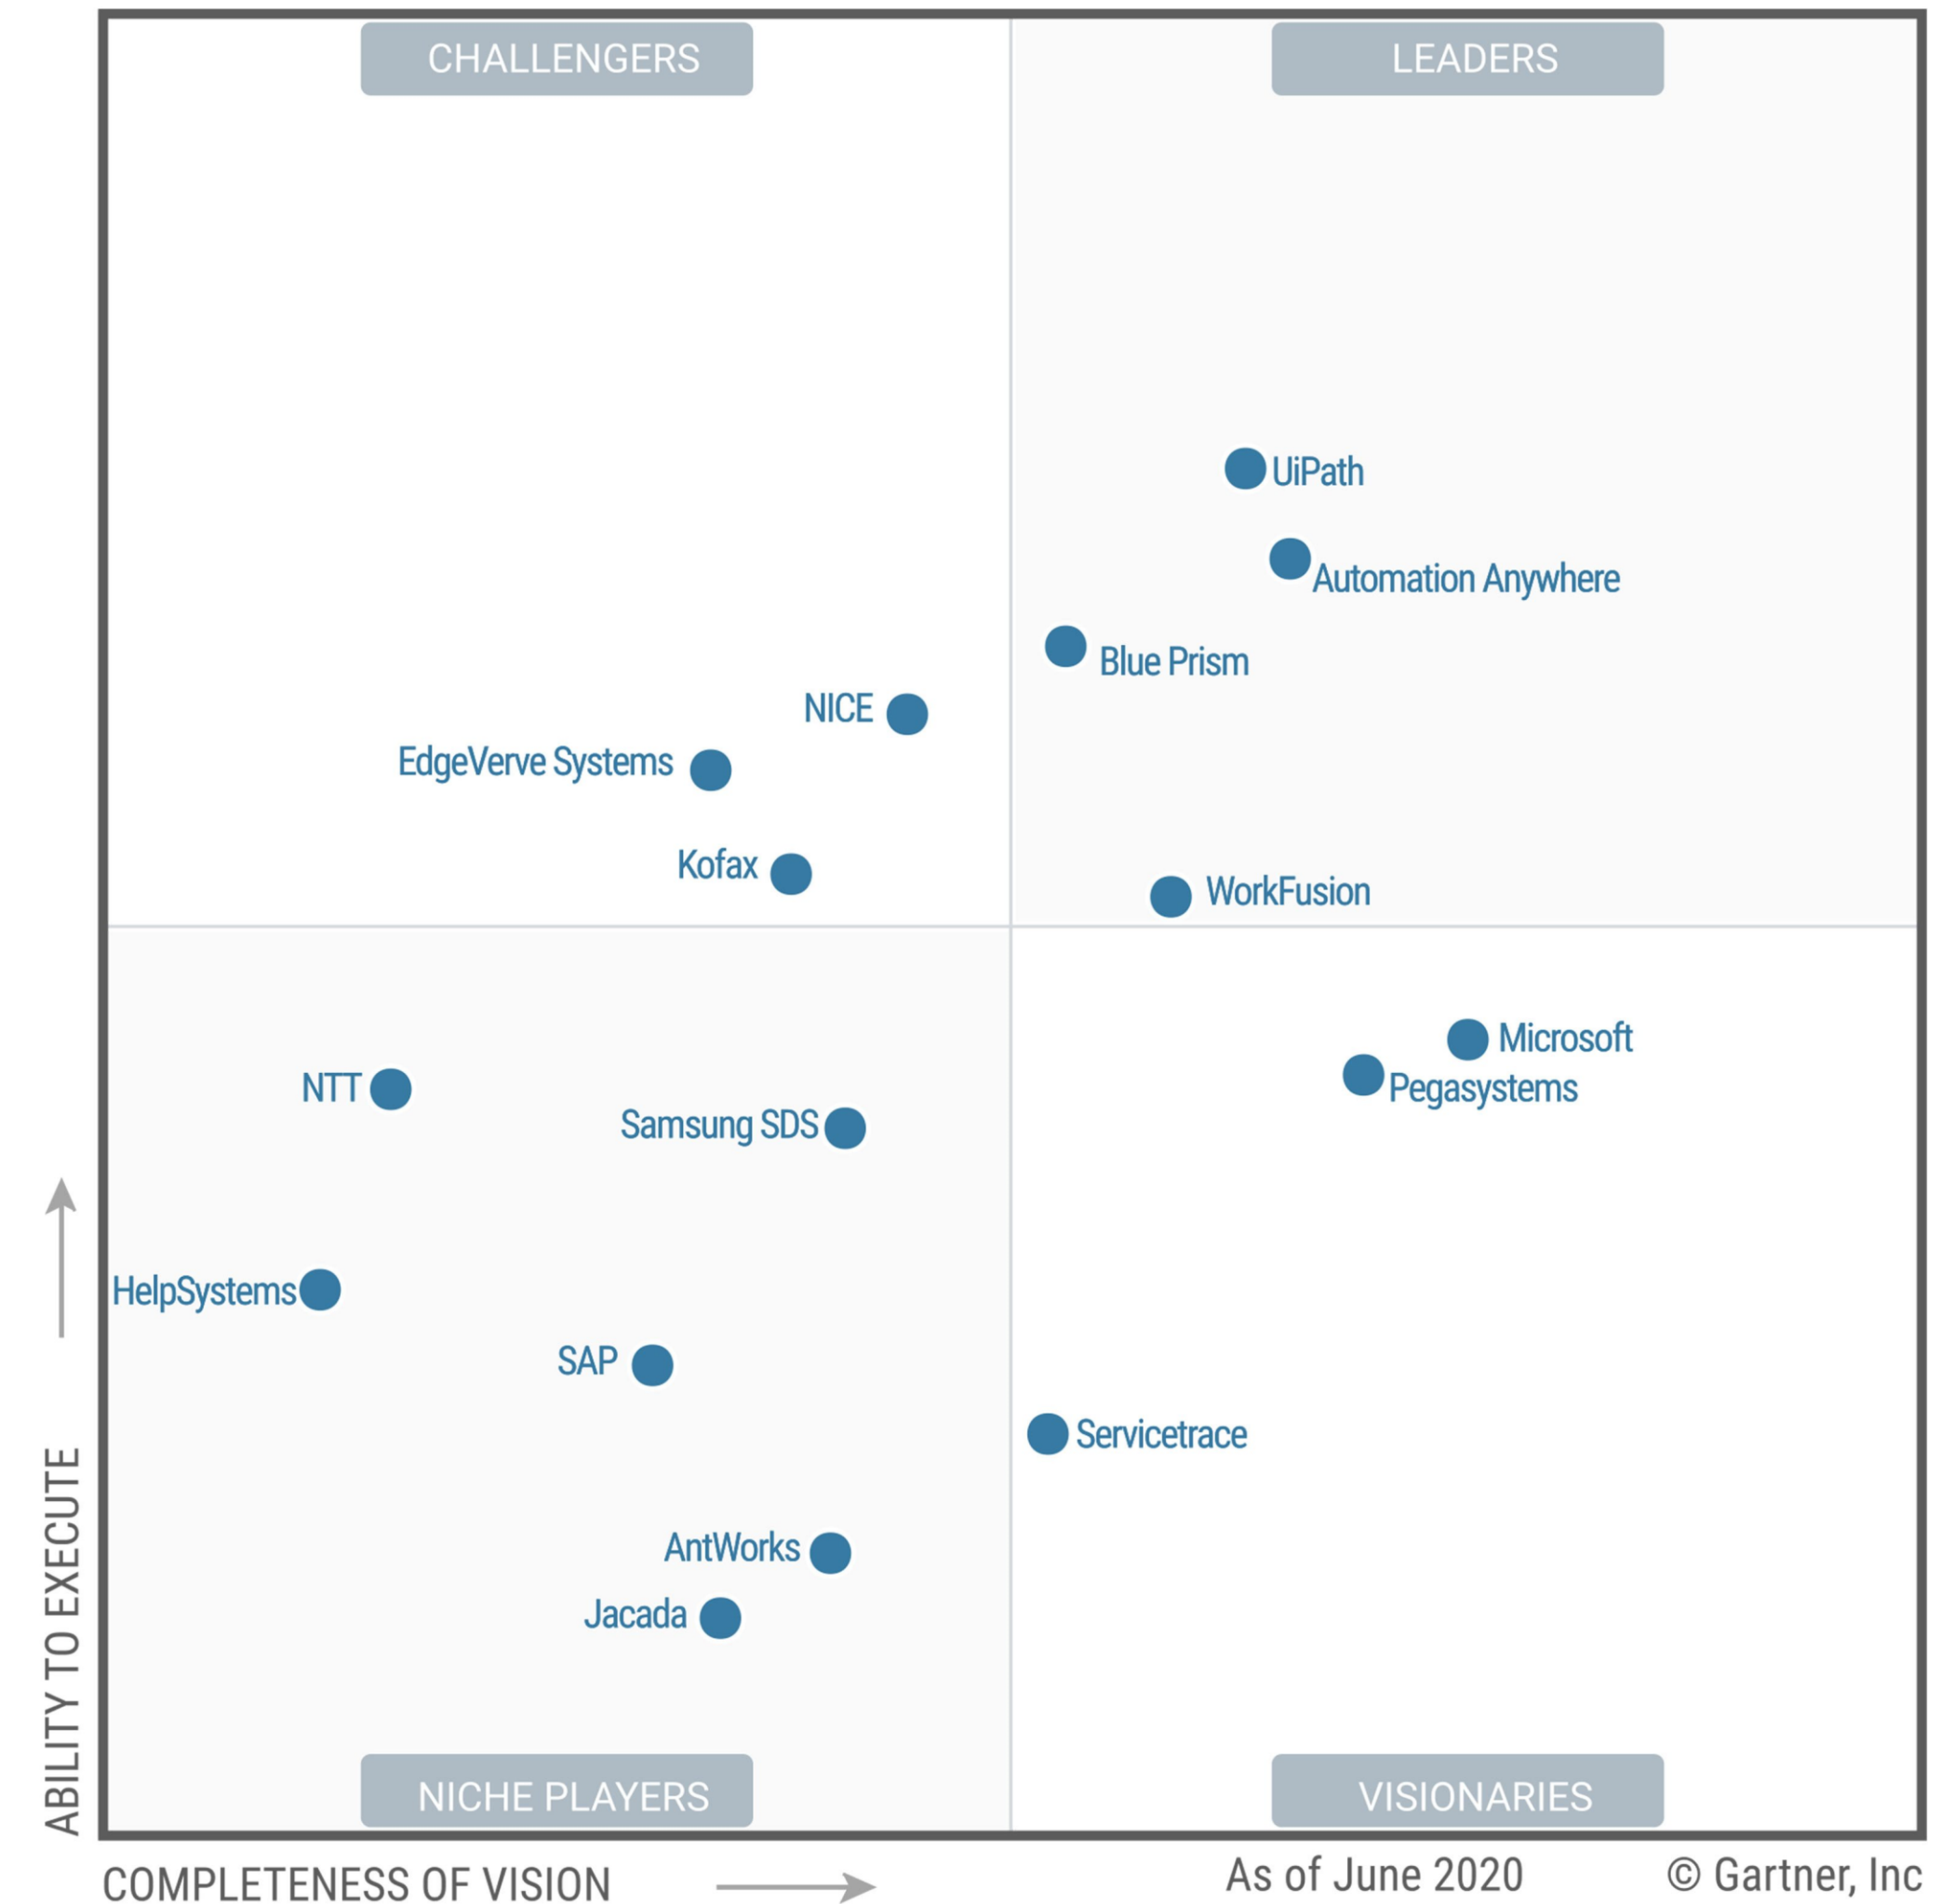 CHALLENGERS
LEADERS
UiPath
Automation Anywhere
Blue Prism
NICE
EdgeVerve Systems
Kofax
WorkFusion
Microsoft
Pegasystems
NTT
Samsung SDS
HelpSystems
SAP
Servicetrace
AntWorks
Jacada
NICHE PLAYERS
VISIONARIES
ABILITY TO EXECUTE
COMPLETENESS OF VISION
As of June 2020
© Gartner, Inc